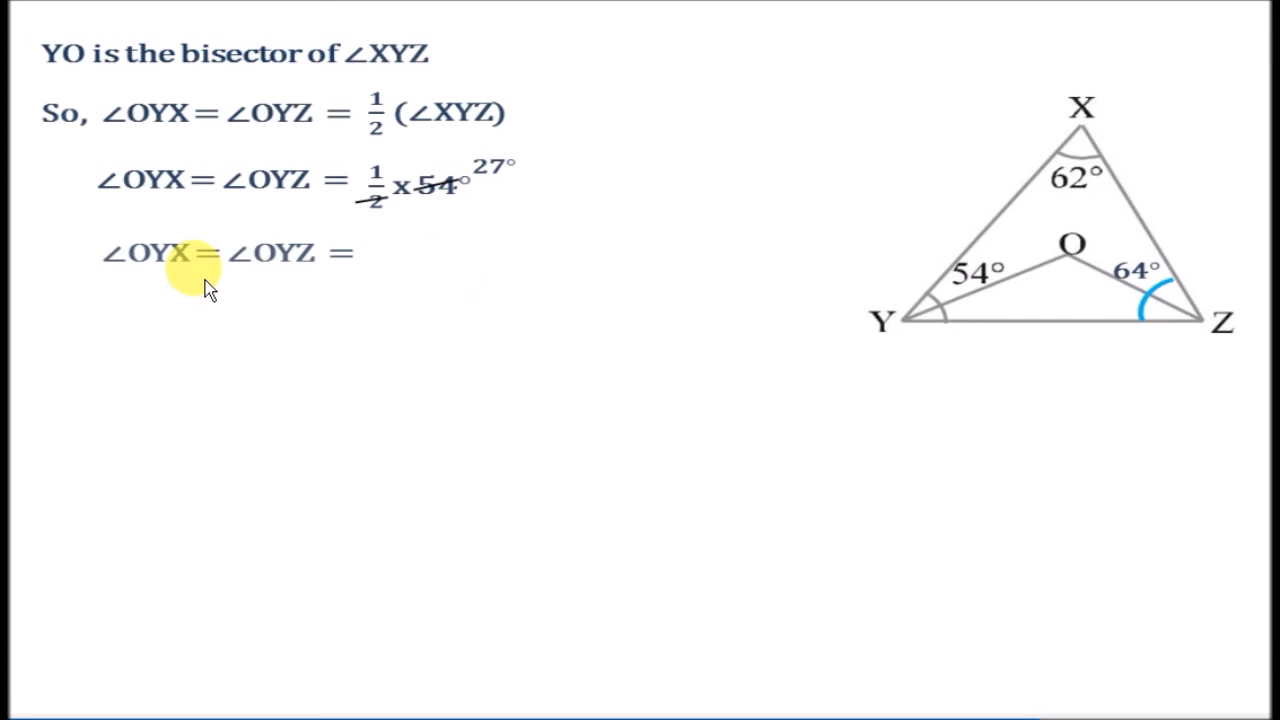 YO is the bisector of ∠XYZ
So, ∠OYX = ∠OYZ = 1/2 (∠XYZ)
∠OYX = ∠OYZ = 1/2 x 54° 27°
∠OYX = ∠OYZ =
X
62°
O
54°
64°
Y
Z